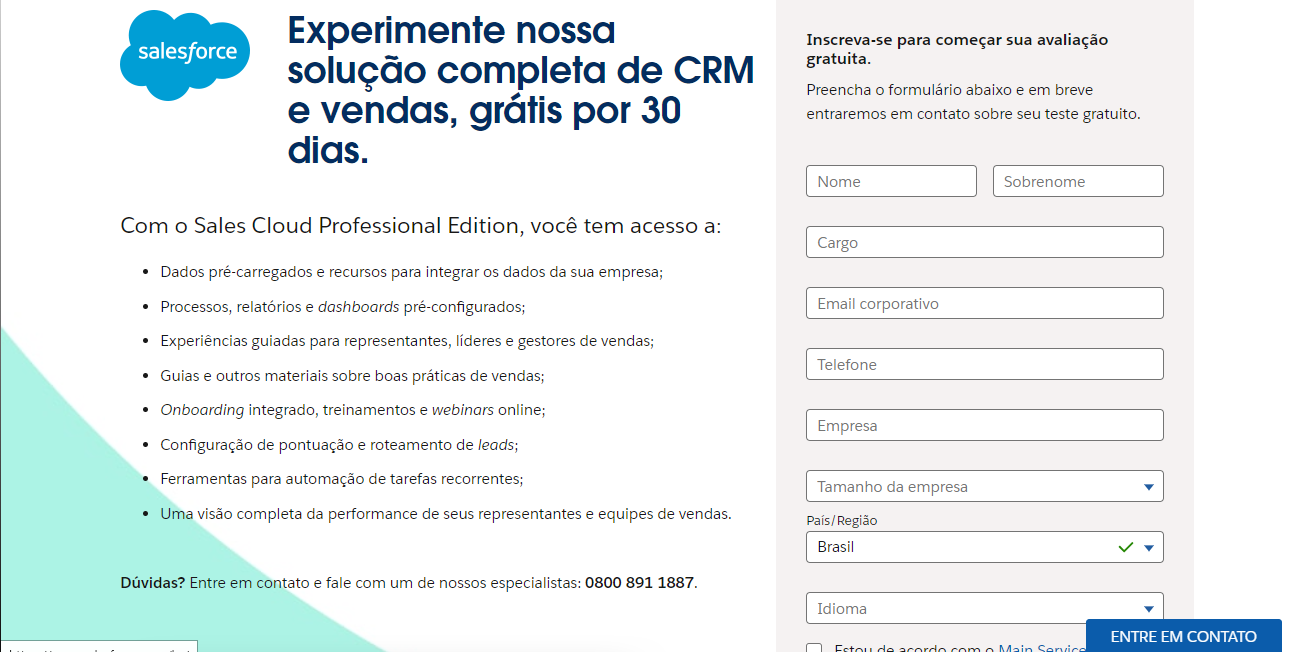 salesforce
Experimente nossa
solução completa de CRM
e vendas, grátis por 30
dias.
Com o Sales Cloud Professional Edition, você tem acesso a:
• Dados pré-carregados e recursos para integrar os dados da sua empresa;
• Processos, relatórios e dashboards pré-configurados;
• Experiências guiadas para representantes, líderes e gestores de vendas;
• Guias e outros materiais sobre boas práticas de vendas;
• Onboarding integrado, treinamentos e webinars online;
• Configuração de pontuação e roteamento de leads;
• Ferramentas para automação de tarefas recorrentes;
• Uma visão completa da performance de seus representantes e equipes de vendas.
Dúvidas? Entre em contato e fale com um de nossos especialistas: 0800 891 1887.
Inscreva-se para começar sua avaliação
gratuita.
Preencha o formulário abaixo e em breve
entraremos em contato sobre seu teste gratuito.
Nome
Sobrenome
Cargo
Email corporativo
Telefone
Empresa
Tamanho da empresa
País/Região
Brasil
Idioma
Estou de acordo com o Main Service
ENTRE EM CONTATO